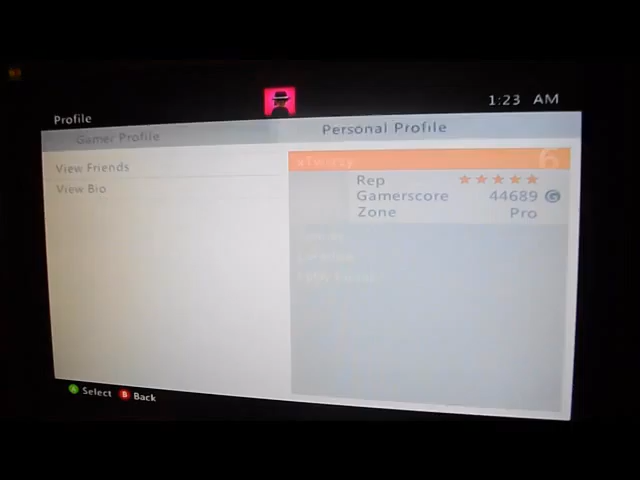 1:23 AM
Profile
Gamer Profile
Personal Profile
View Friends
View Bio
6
Rep
Gamerscore 44689 G
Zone Pro
A Select B Back